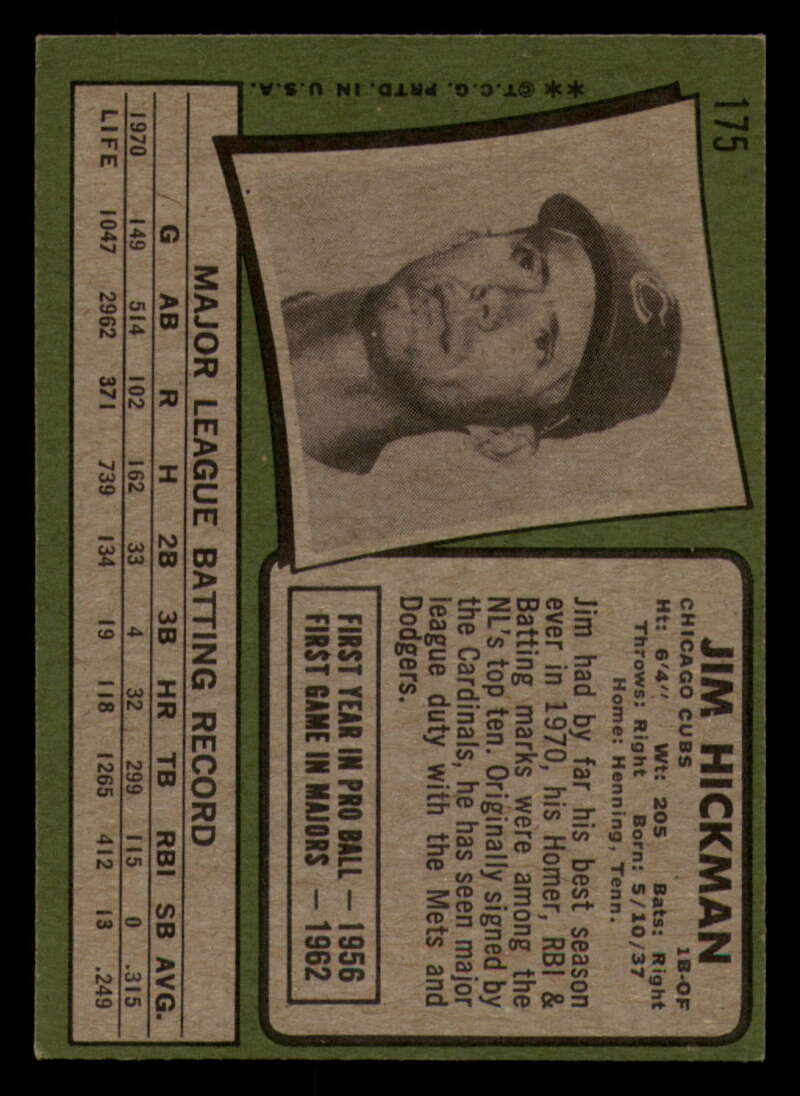 175
** ©T.C.G. PRTD. IN U.S.A.
C
JIM HICKMAN
CHICAGO CUBS 1B-OF
Ht: 6'4" Wt: 205 Bats: Right
Throws: Right Born: 5/10/37
Home: Henning, Tenn.
Jim had by far his best season
ever in 1970, his Homer, RBI &
Batting marks were among the
NL's top ten. Originally signed by
the Cardinals, he has seen major
league duty with the Mets and
Dodgers.
FIRST YEAR IN PRO BALL — 1956
FIRST GAME IN MAJORS — 1962
MAJOR LEAGUE BATTING RECORD
G AB R H 2B 3B HR TB RBI SB AVG.
1970 149 514 102 162 33 4 32 299 115 0 .315
LIFE 1047 2962 371 739 134 19 118 1265 412 13 .249